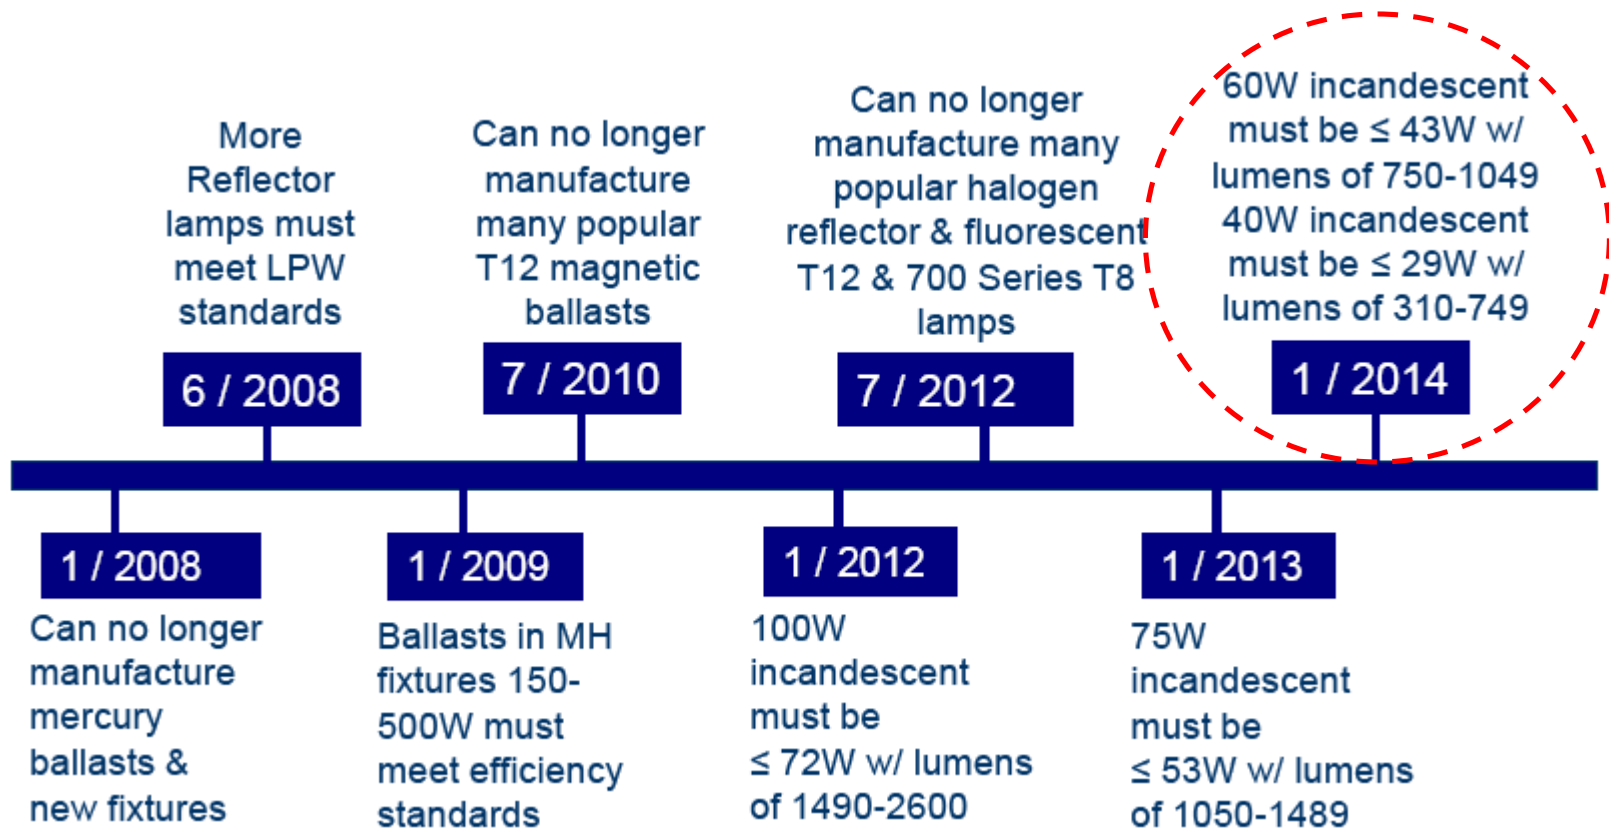 More
Reflector
lamps must
meet LPW
standards
6 / 2008
Can no longer
manufacture
many popular
T12 magnetic
ballasts
7 / 2010
Can no longer
manufacture many
popular halogen
reflector & fluorescent
T12 & 700 Series T8
lamps
7 / 2012
60W incandescent
must be ≤ 43W w/
lumens of 750-1049
40W incandescent
must be ≤ 29W w/
lumens of 310-749
1 / 2014
1 / 2008
Can no longer
manufacture
mercury
ballasts &
new fixtures
1 / 2009
Ballasts in MH
fixtures 150-
500W must
meet efficiency
standards
1 / 2012
100W
incandescent
must be
≤ 72W w/ lumens
of 1490-2600
1 / 2013
75W
incandescent
must be
≤ 53W w/ lumens
of 1050-1489